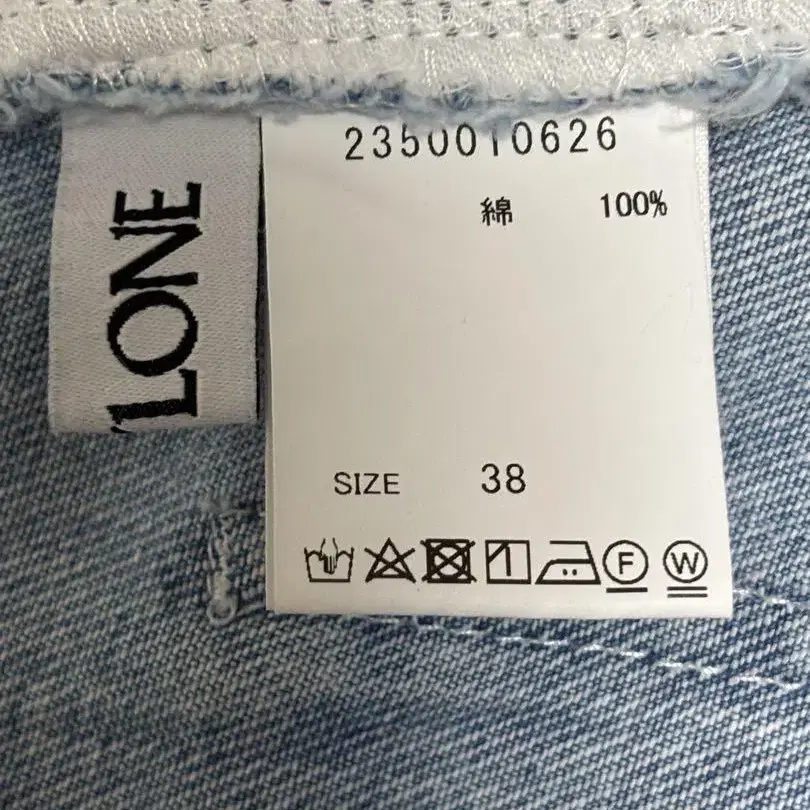 2350010626
綿 100%
SIZE 38
F W
LONE